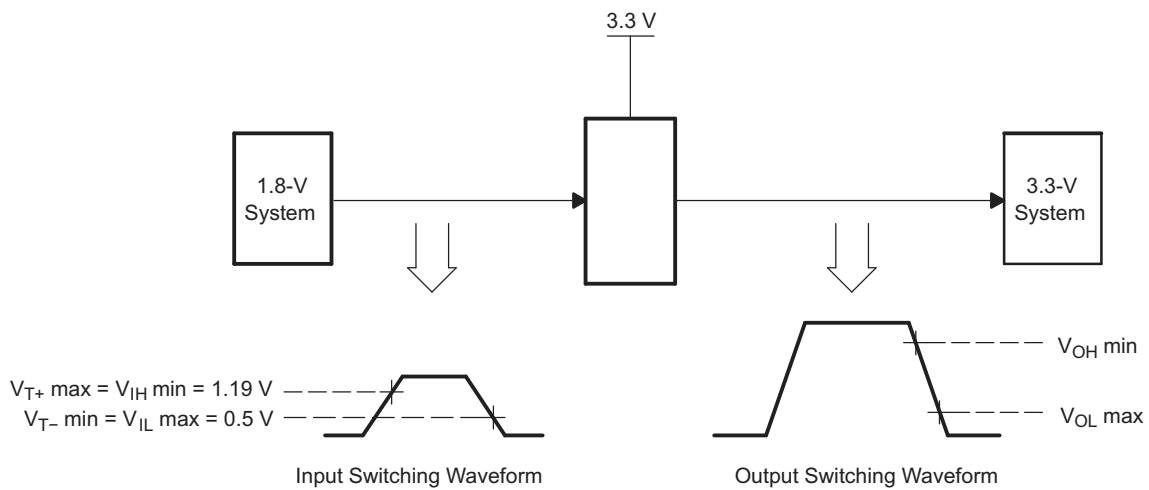 3.3 V
1.8-V
System
3.3-V
System
V_T+ max = V_IH min = 1.19 V
V_T− min = V_IL max = 0.5 V
V_OH min
V_OL max
Input Switching Waveform
Output Switching Waveform